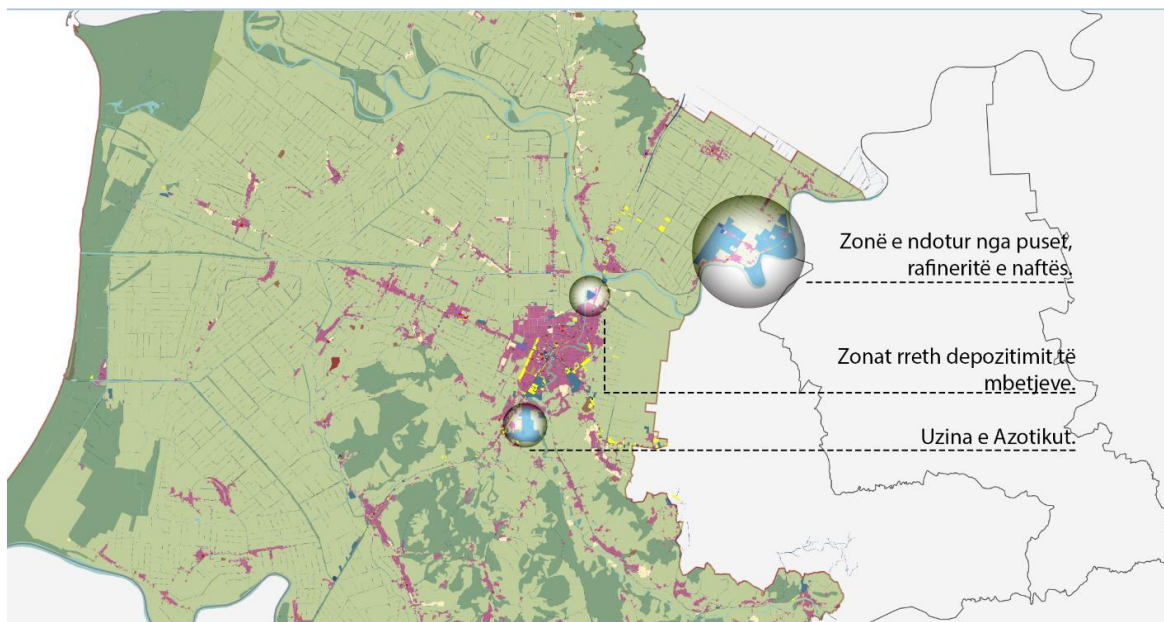 Zonë e ndotur nga puset,
rafineritë e naftës.
Zonat rreth depozitimit të
mbetjeve.
Uzina e Azotikut.